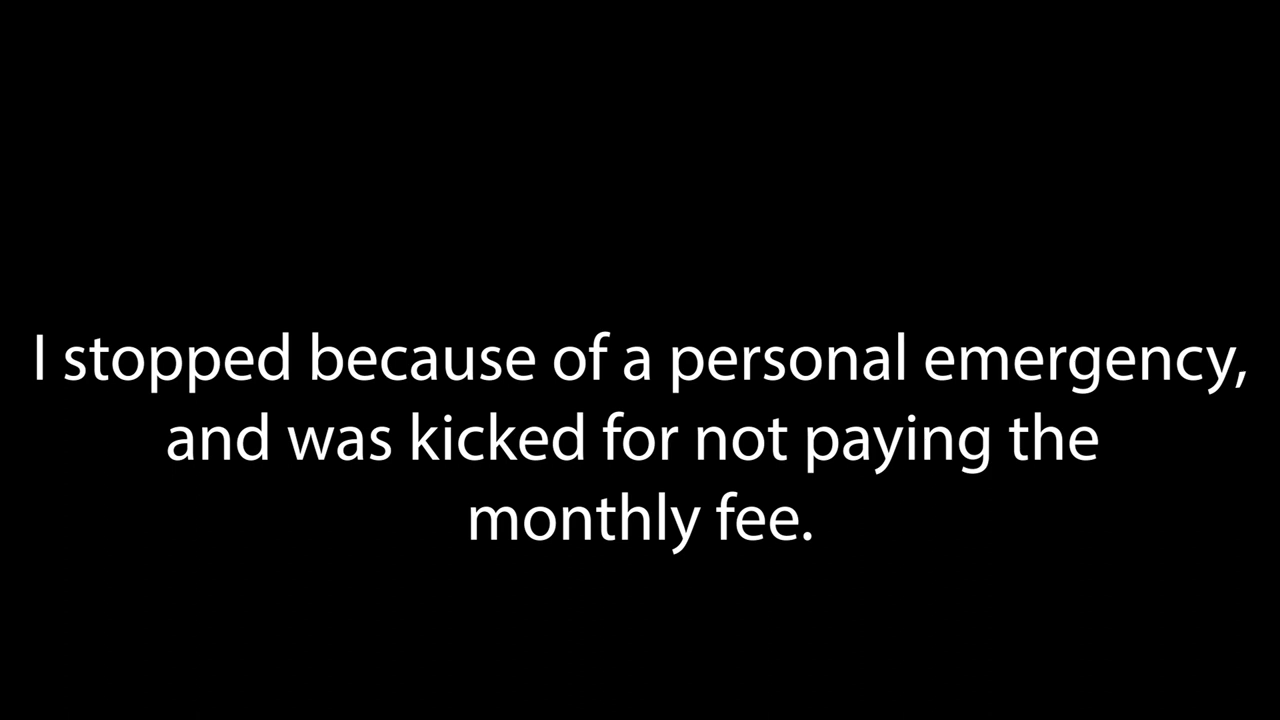 I stopped because of a personal emergency,
and was kicked for not paying the
monthly fee.